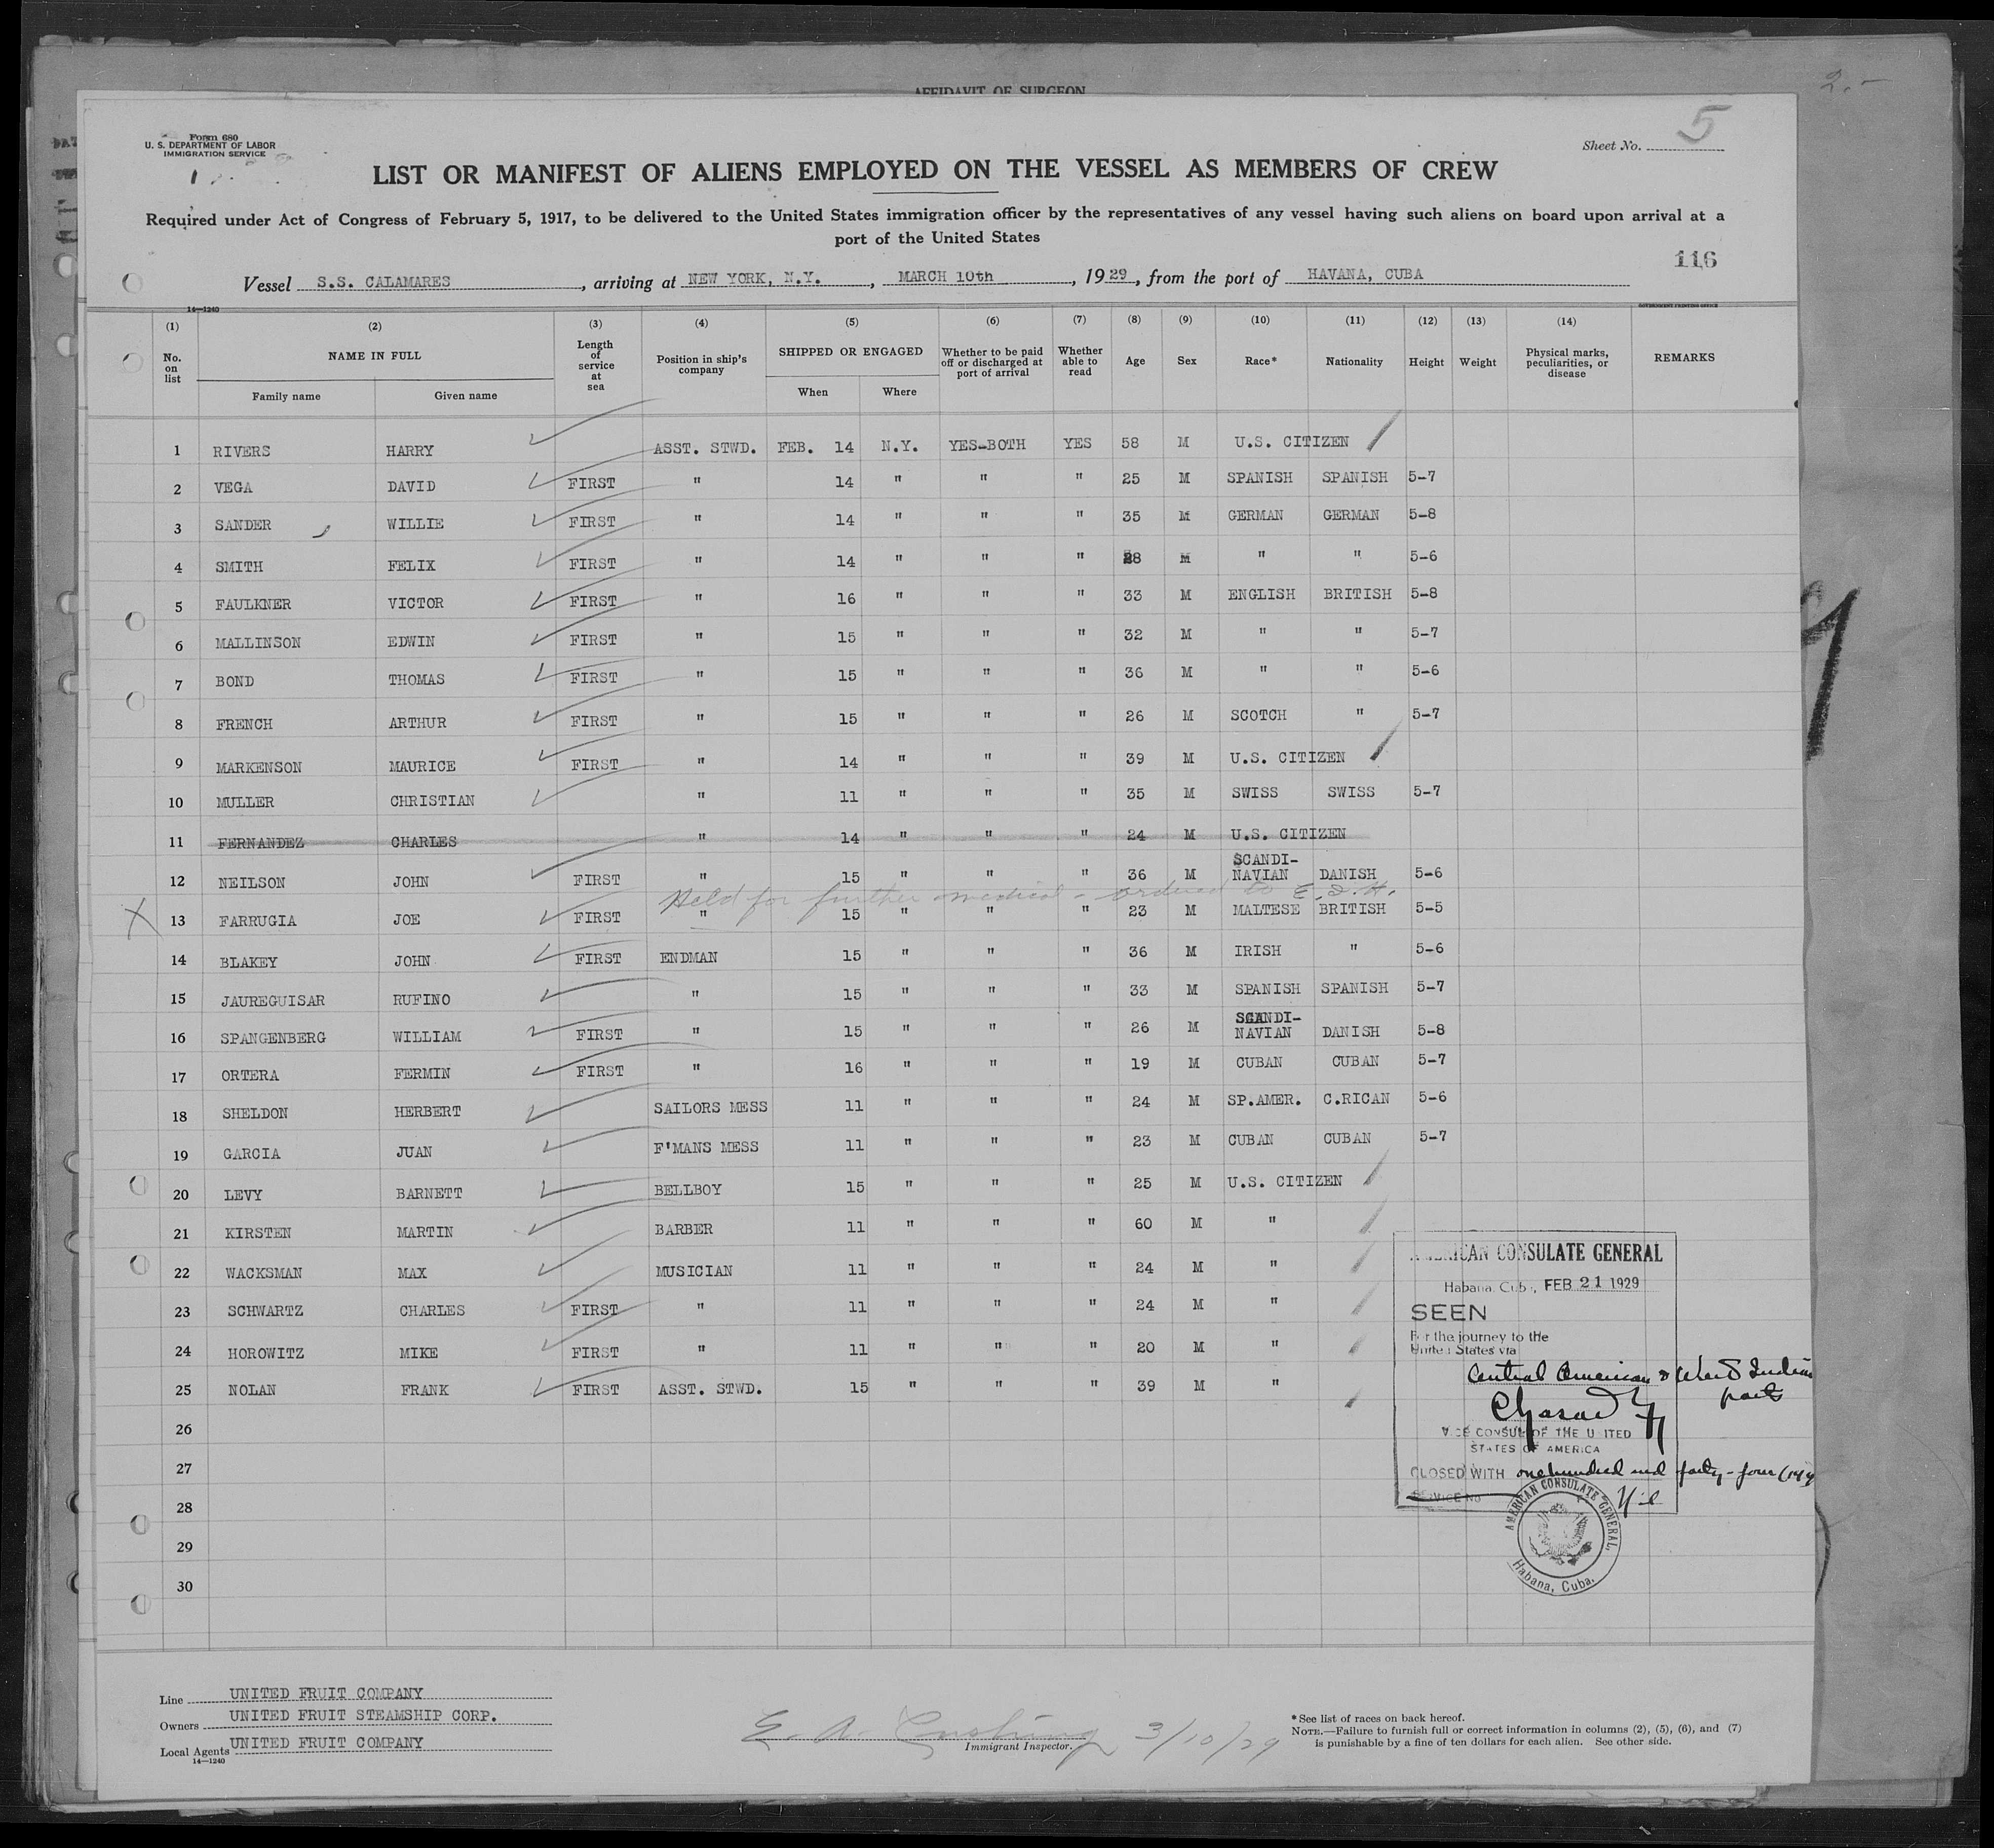 AFFIDAVIT OF SURGEON
2.-
5
Form 680
U. S. DEPARTMENT OF LABOR
IMMIGRATION SERVICE
Sheet No.
LIST OR MANIFEST OF ALIENS EMPLOYED ON THE VESSEL AS MEMBERS OF CREW
Required under Act of Congress of February 5, 1917, to be delivered to the United States immigration officer by the representatives of any vessel having such aliens on board upon arrival at a
port of the United States
116
Vessel S.S. CALAMARES, arriving at NEW YORK, N.Y., MARCH 10th, 1929, from the port of HAVANA, CUBA
14—1240 GOVERNMENT PRINTING OFFICE
(1) (2) (3) (4) (5) (6) (7) (8) (9) (10) (11) (12) (13) (14)
No. on list NAME IN FULL Length of service at sea Position in ship's company SHIPPED OR ENGAGED Whether to be paid off or discharged at port of arrival Whether able to read Age Sex Race* Nationality Height Weight Physical marks, peculiarities, or disease REMARKS
Family name Given name When Where
1 RIVERS HARRY ASST. STWD. FEB. 14 N.Y. YES-BOTH YES 58 M U.S. CITIZEN
2 VEGA DAVID FIRST " 14 " " " 25 M SPANISH SPANISH 5-7
3 SANDER WILLIE FIRST " 14 " " " 35 M GERMAN GERMAN 5-8
4 SMITH FELIX FIRST " 14 " " " 28 M " " 5-6
5 FAULKNER VICTOR FIRST " 16 " " " 33 M ENGLISH BRITISH 5-8
6 MALLINSON EDWIN FIRST " 15 " " " 32 M " " 5-7
7 BOND THOMAS FIRST " 15 " " " 36 M " " 5-6
8 FRENCH ARTHUR FIRST " 15 " " " 26 M SCOTCH " 5-7
9 MARKENSON MAURICE FIRST " 14 " " " 39 M U.S. CITIZEN
10 MULLER CHRISTIAN " 11 " " " 35 M SWISS SWISS 5-7
11 FERNANDEZ CHARLES " 14 " " " 24 M U.S. CITIZEN
12 NEILSON JOHN FIRST " 15 " " " 36 M SCANDI-NAVIAN DANISH 5-6
Held for further medical - ordered to E.I.H.
13 FARRUGIA JOE FIRST " 15 " " " 23 M MALTESE BRITISH 5-5
14 BLAKEY JOHN FIRST ENDMAN 15 " " " 36 M IRISH " 5-6
15 JAUREGUISAR RUFINO " 15 " " " 33 M SPANISH SPANISH 5-7
16 SPANGENBERG WILLIAM FIRST " 15 " " " 26 M SCANDI-NAVIAN DANISH 5-8
17 ORTERA FERMIN FIRST " 16 " " " 19 M CUBAN CUBAN 5-7
18 SHELDON HERBERT SAILORS MESS 11 " " " 24 M SP.AMER. C.RICAN 5-6
19 GARCIA JUAN F'MANS MESS 11 " " " 23 M CUBAN CUBAN 5-7
20 LEVY BARNETT BELLBOY 15 " " " 25 M U.S. CITIZEN
21 KIRSTEN MARTIN BARBER 11 " " " 60 M "
22 WACKSMAN MAX MUSICIAN 11 " " " 24 M "
23 SCHWARTZ CHARLES FIRST " 11 " " " 24 M "
24 HOROWITZ MIKE FIRST " 11 " " " 20 M "
25 NOLAN FRANK FIRST ASST. STWD. 15 " " " 39 M "
26
27
28
29
30
AMERICAN CONSULATE GENERAL
Habana, Cuba, FEB 21 1929
SEEN
For the journey to the
United States via
Central American & West Indian
ports
VICE CONSUL OF THE UNITED
STATES OF AMERICA
CLOSED WITH one hundred and forty-four (144
SERVICE No
AMERICAN CONSULATE GENERAL,
Habana, Cuba.
Line UNITED FRUIT COMPANY
Owners UNITED FRUIT STEAMSHIP CORP.
Local Agents UNITED FRUIT COMPANY
14—1240
E. A. Cushing 3/10/29
Immigrant Inspector.
*See list of races on back hereof.
NOTE.—Failure to furnish full or correct information in columns (2), (5), (6), and (7)
is punishable by a fine of ten dollars for each alien. See other side.